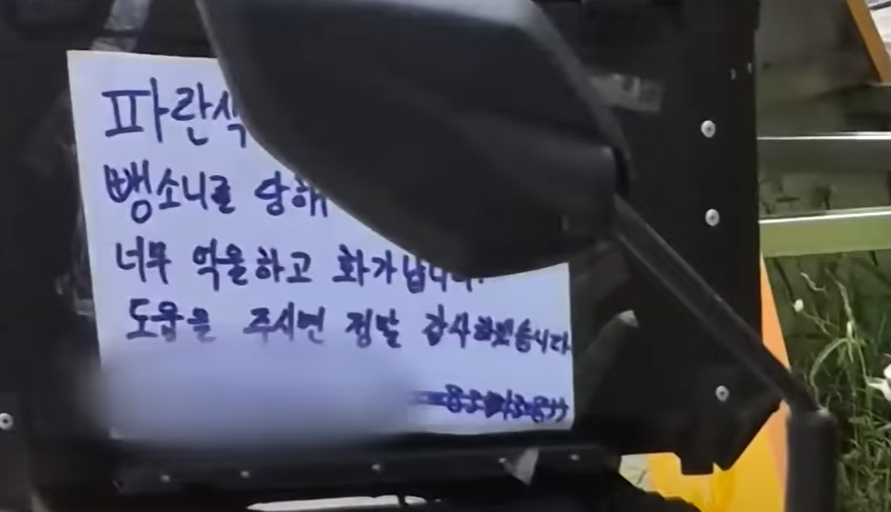 파란색
뺑소니를 당해
너무 억울하고 화가납니다.
도움을 주시면 정말 감사하겠습니다.